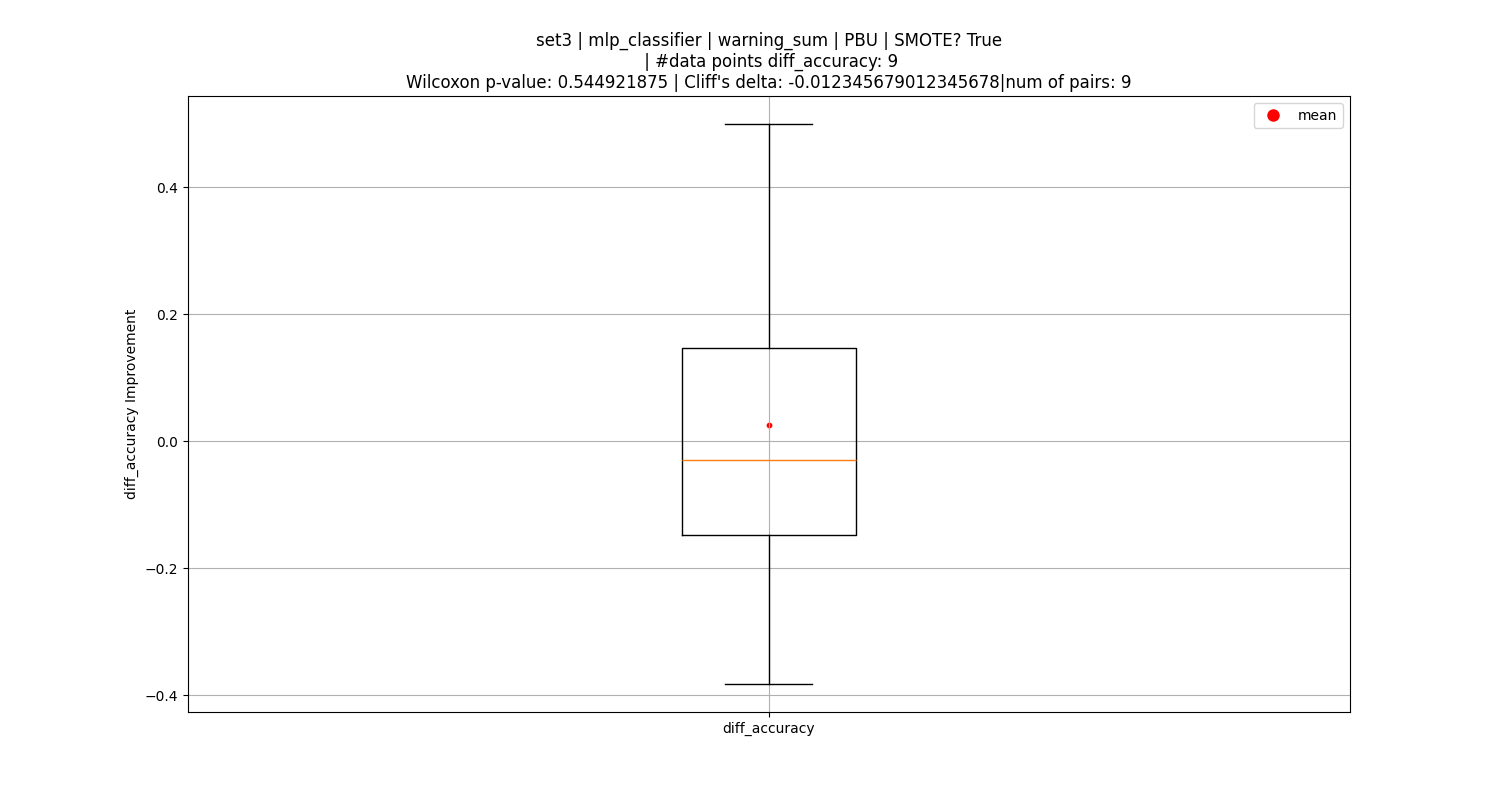 set3 | mlp_classifier | warning_sum | PBU | SMOTE? True
| #data points diff_accuracy: 9
Wilcoxon p-value: 0.544921875 | Cliff's delta: -0.012345679012345678|num of pairs: 9
mean
0.4
0.2
0.0
−0.2
−0.4
diff_accuracy Improvement
diff_accuracy